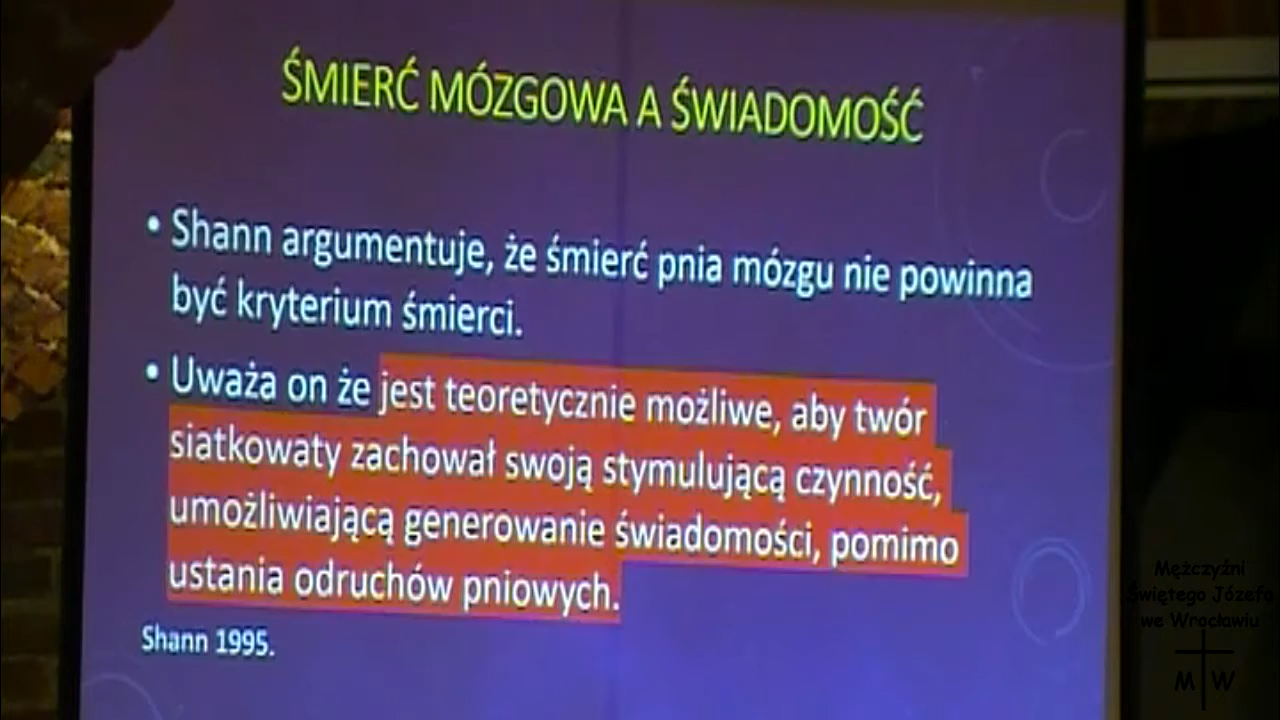 ŚMIERĆ MÓZGOWA A ŚWIADOMOŚĆ
• Shann argumentuje, że śmierć pnia mózgu nie powinna
być kryterium śmierci.
• Uważa on że jest teoretycznie możliwe, aby twór
siatkowaty zachował swoją stymulującą czynność,
umożliwiającą generowanie świadomości, pomimo
ustania odruchów pniowych.
Shann 1995.
Mężczyźni
Świętego Józefa
we Wrocławiu
M W